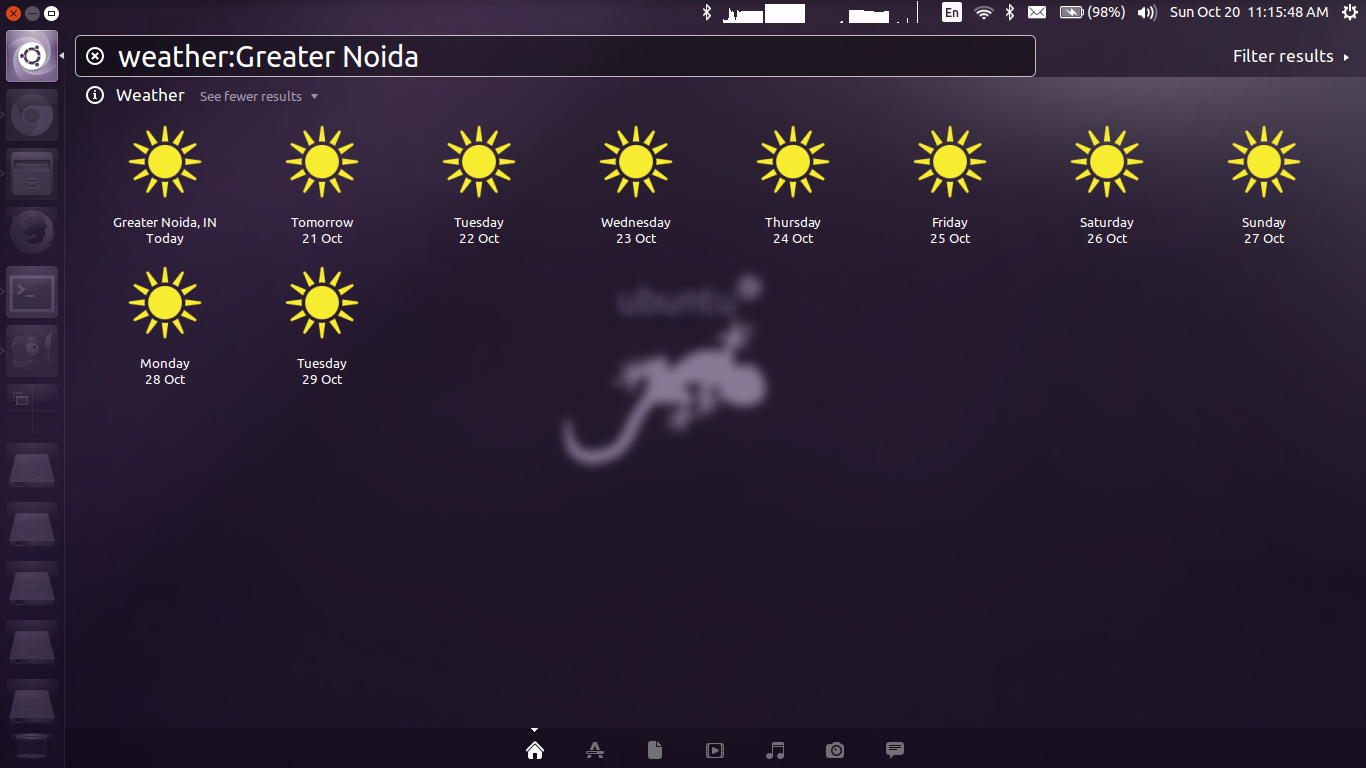 En
(98%)
Sun Oct 20 11:15:48 AM
weather:Greater Noida
Filter results
Weather
See fewer results
Greater Noida, IN
Today
Tomorrow
21 Oct
Tuesday
22 Oct
Wednesday
23 Oct
Thursday
24 Oct
Friday
25 Oct
Saturday
26 Oct
Sunday
27 Oct
Monday
28 Oct
Tuesday
29 Oct
ubuntu